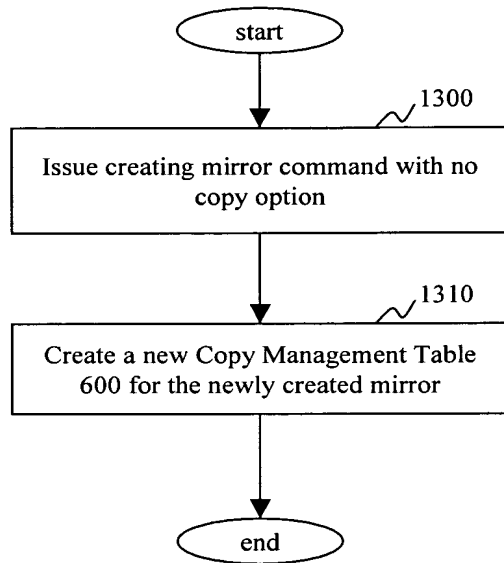 start
1300
Issue creating mirror command with no
copy option
1310
Create a new Copy Management Table
600 for the newly created mirror
end